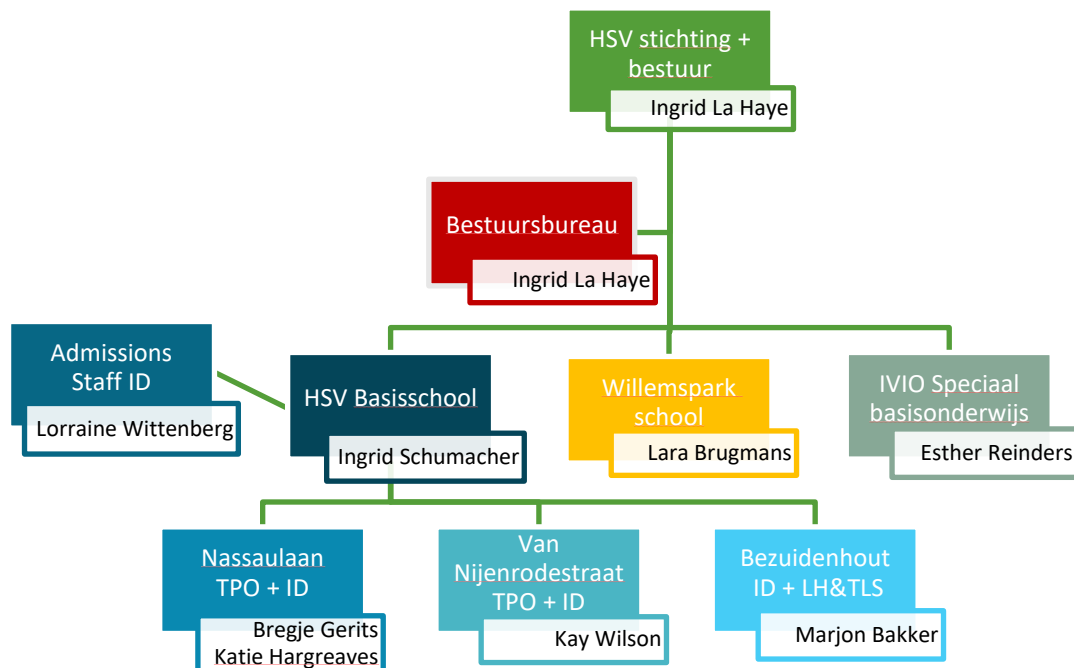 HSV stichting +
bestuur
Ingrid La Haye
Bestuursbureau
Ingrid La Haye
Admissions
Staff ID
Lorraine Wittenberg
HSV Basisschool
Ingrid Schumacher
Willemspark
school
Lara Brugmans
IVIO Speciaal
basisonderwijs
Esther Reinders
Nassaulaan
TPO + ID
Bregje Gerits
Katie Hargreaves
Van
Nijenrodestraat
TPO + ID
Kay Wilson
Bezuidenhout
ID + LH&TLS
Marjon Bakker